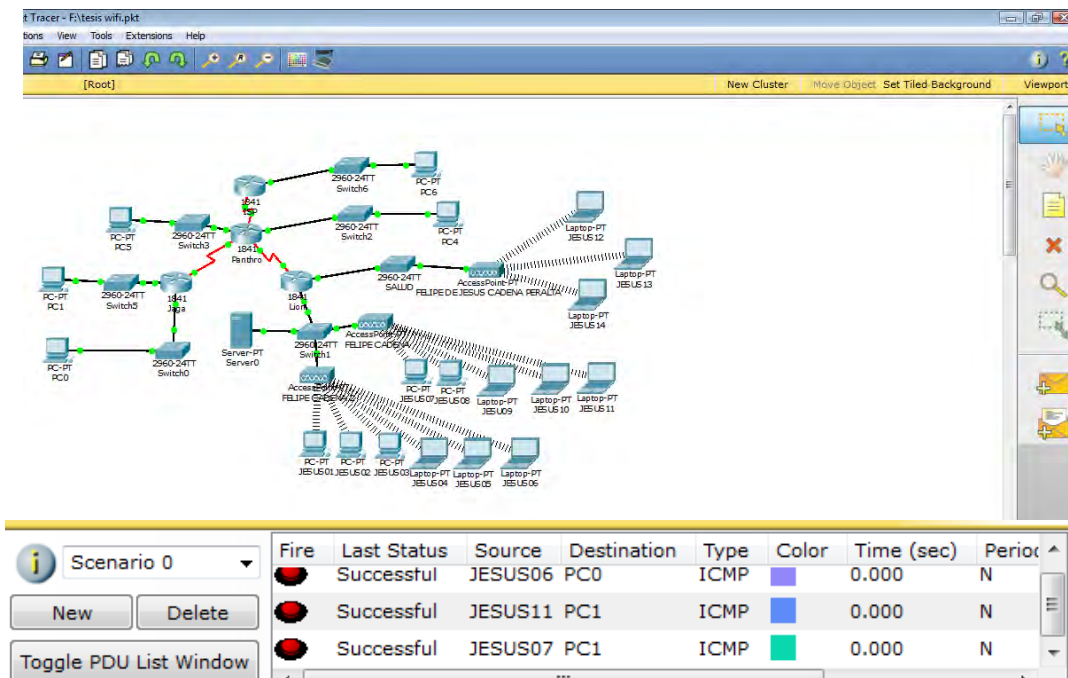 t Tracer - F:\tesis wifi.pkt
tions View Tools Extensions Help
[Root] New Cluster Move Object Set Tiled Background Viewport
2960-24TT
Switch6
PC-PT
PC6
1841
ISP
PC-PT
PC5
2960-24TT
Switch3
1841
Panthro
2960-24TT
Switch2
PC-PT
PC4
Laptop-PT
JESUS12
Laptop-PT
JESUS13
Laptop-PT
JESUS14
PC-PT
PC1
2960-24TT
Switch5
1841
Jaga
1841
2960-24TT
SALUD
AccessPoint-PT
FELIPE DE JESUS CADENA PERALTA
PC-PT
PC0
2960-24TT
Switch0
Server-PT
Server0
2960-24TT
Switch1
AccessPoint-PT
FELIPE CADENA
PC-PT
JESUS07
PC-PT
JESUS08
Laptop-PT
JESU09
Laptop-PT
JESUS10
Laptop-PT
JESUS11
AccessPoint-PT
FELIPE CADENA 2
PC-PT
JESUS01
PC-PT
JESUS02
PC-PT
JESUS03
Laptop-PT
JESUS04
Laptop-PT
JESUS05
Laptop-PT
JESUS06
Scenario 0
New Delete
Toggle PDU List Window
Fire Last Status Source Destination Type Color Time (sec) Perioc
Successful JESUS06 PC0 ICMP 0.000 N
Successful JESUS11 PC1 ICMP 0.000 N
Successful JESUS07 PC1 ICMP 0.000 N